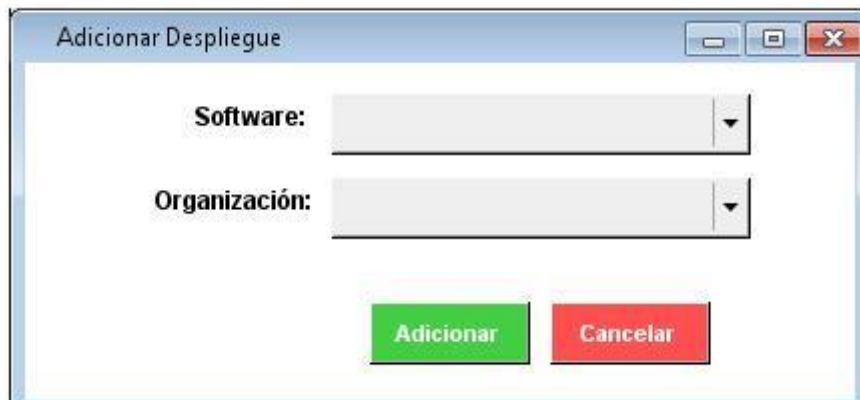 Adicionar Despliegue
Software:
Organización:
Adicionar Cancelar